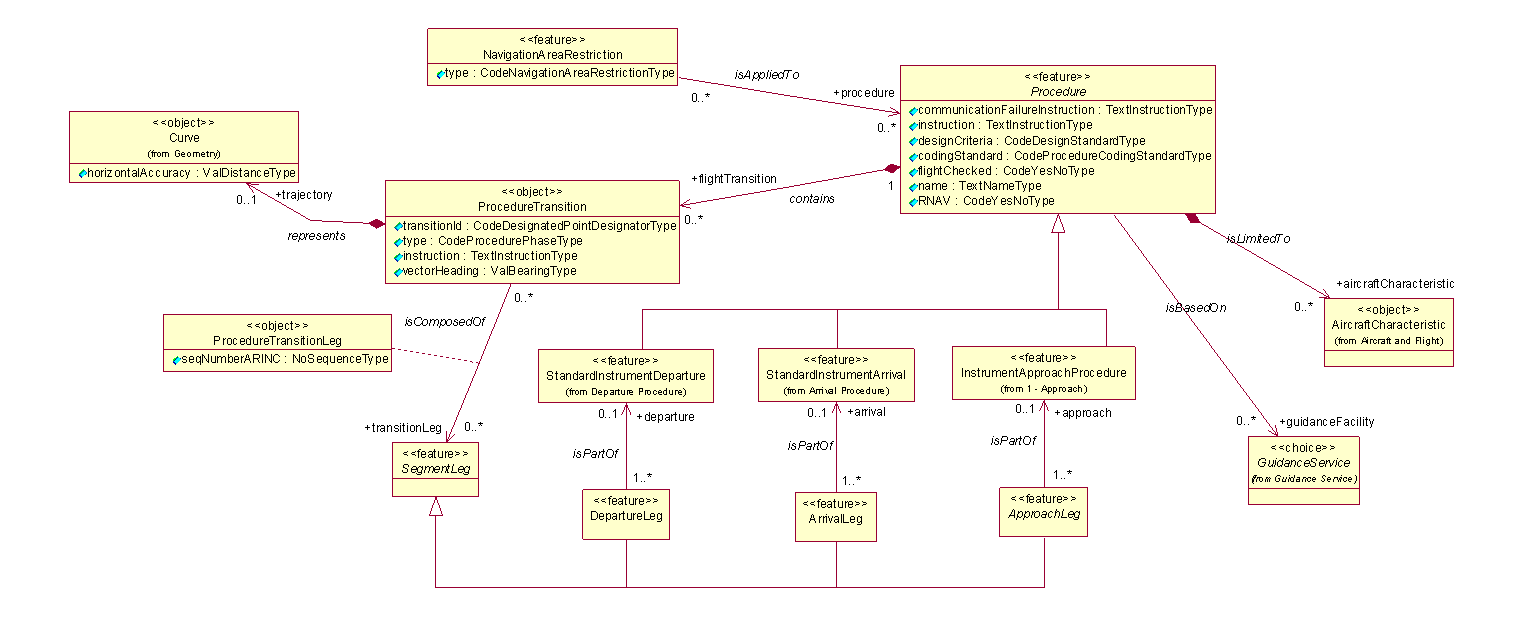 <<feature>>
NavigationAreaRestriction
type : CodeNavigationAreaRestrictionType
isAppliedTo
0..*
+procedure
0..*
<<feature>>
Procedure
communicationFailureInstruction : TextInstructionType
instruction : TextInstructionType
designCriteria : CodeDesignStandardType
codingStandard : CodeProcedureCodingStandardType
flightChecked : CodeYesNoType
name : TextNameType
RNAV : CodeYesNoType
<<object>>
Curve
(from Geometry)
horizontalAccuracy : ValDistanceType
+trajectory
0..1
represents
+flightTransition
0..*
contains
1
<<object>>
ProcedureTransition
transitionId : CodeDesignatedPointDesignatorType
type : CodeProcedurePhaseType
instruction : TextInstructionType
vectorHeading : ValBearingType
0..*
isComposedOf
<<object>>
ProcedureTransitionLeg
seqNumberARINC : NoSequenceType
+transitionLeg
0..*
<<feature>>
SegmentLeg
isLimitedTo
+aircraftCharacteristic
0..*
<<object>>
AircraftCharacteristic
(from Aircraft and Flight)
isBasedOn
0..*
+guidanceFacility
<<choice>>
GuidanceService
(from Guidance Service)
<<feature>>
StandardInstrumentDeparture
(from Departure Procedure)
0..1
+departure
isPartOf
1..*
<<feature>>
DepartureLeg
<<feature>>
StandardInstrumentArrival
(from Arrival Procedure)
0..1
+arrival
isPartOf
1..*
<<feature>>
ArrivalLeg
<<feature>>
InstrumentApproachProcedure
(from 1 - Approach)
0..1
+approach
isPartOf
1..*
<<feature>>
ApproachLeg